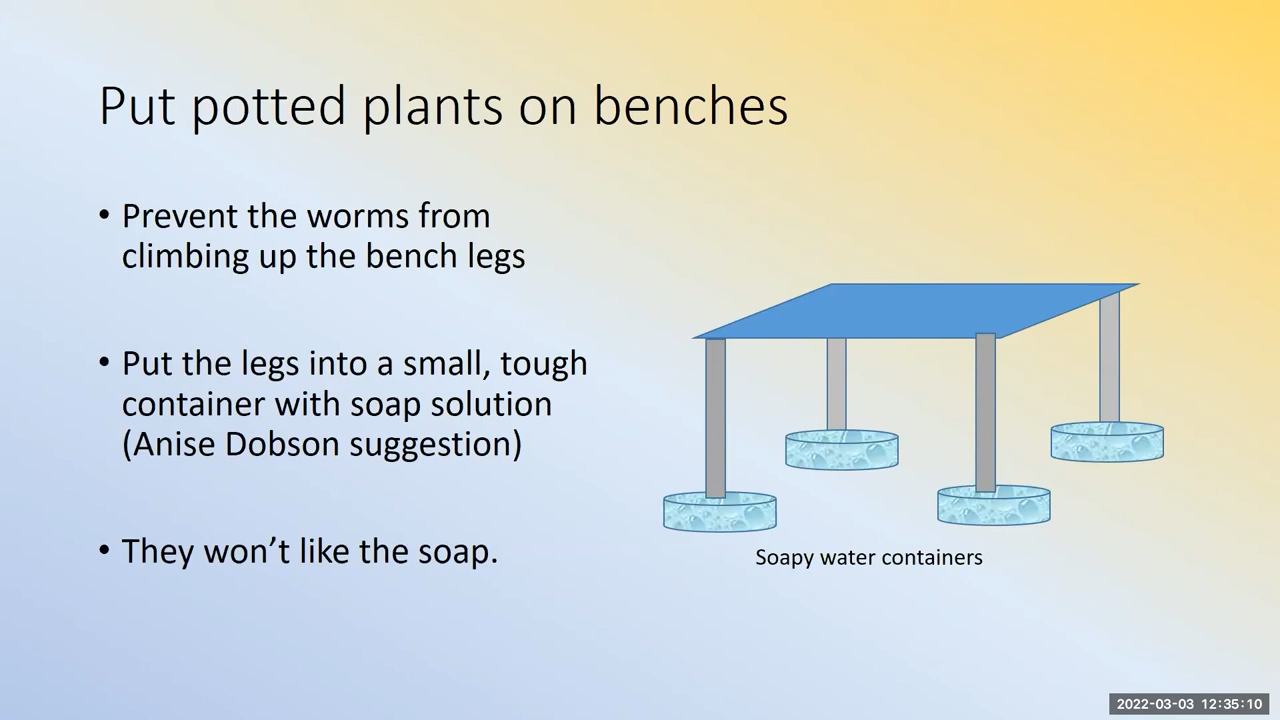 Put potted plants on benches
• Prevent the worms from
climbing up the bench legs
• Put the legs into a small, tough
container with soap solution
(Anise Dobson suggestion)
• They won’t like the soap.
Soapy water containers
2022-03-03 12:35:10